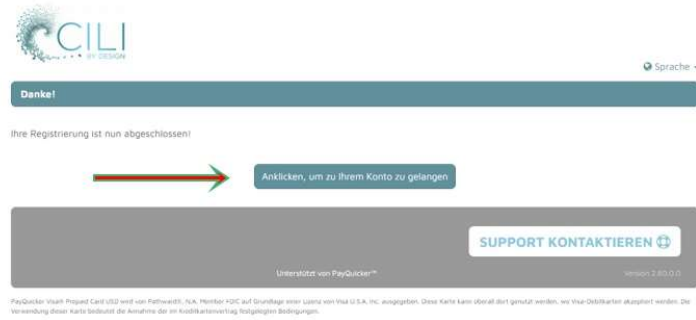 CILI
BY DESIGN
Sprache
Danke!
Ihre Registrierung ist nun abgeschlossen!
Anklicken, um zu Ihrem Konto zu gelangen
SUPPORT KONTAKTIEREN
Unterstützt von PayQuicker™
Version 2.80.0.0
PayQuicker Visa® Prepaid Card USD wird von Pathward®, N.A. Member FDIC auf Grundlage einer Lizenz von Visa U.S.A. Inc. ausgegeben. Diese Karte kann überall dort genutzt werden, wo Visa-Debitkarten akzeptiert werden. Die
Verwendung dieser Karte bedeutet die Annahme der im Kreditkartenvertrag festgelegten Bedingungen.